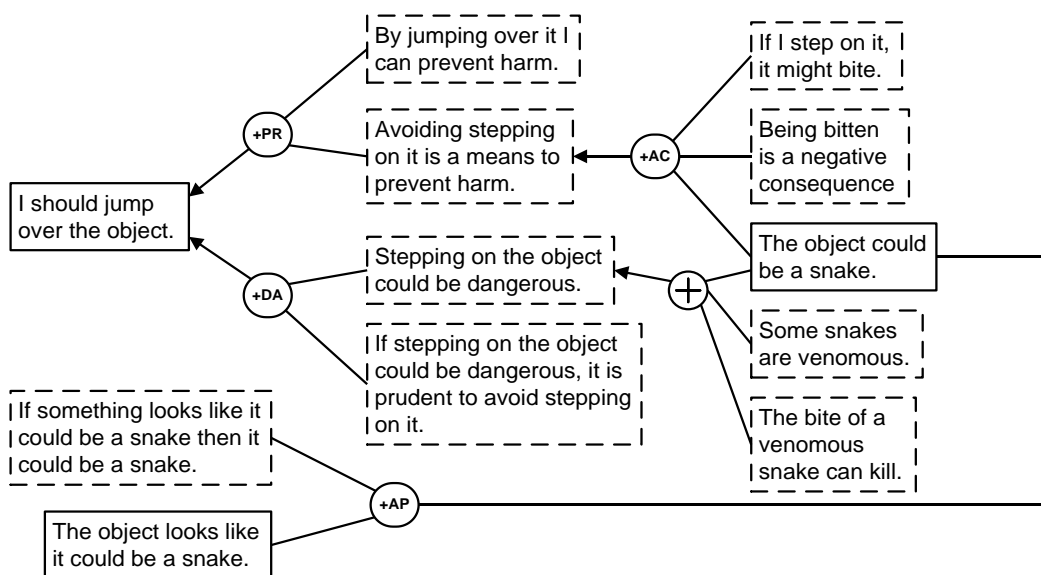 By jumping over it I
can prevent harm.
If I step on it,
it might bite.
+PR
Avoiding stepping
on it is a means to
prevent harm.
+AC
Being bitten
is a negative
consequence
I should jump
over the object.
The object could
be a snake.
Stepping on the object
could be dangerous.
+DA
+
If stepping on the object
could be dangerous, it is
prudent to avoid stepping
on it.
Some snakes
are venomous.
The bite of a
venomous
snake can kill.
If something looks like it
could be a snake then it
could be a snake.
+AP
The object looks like
it could be a snake.